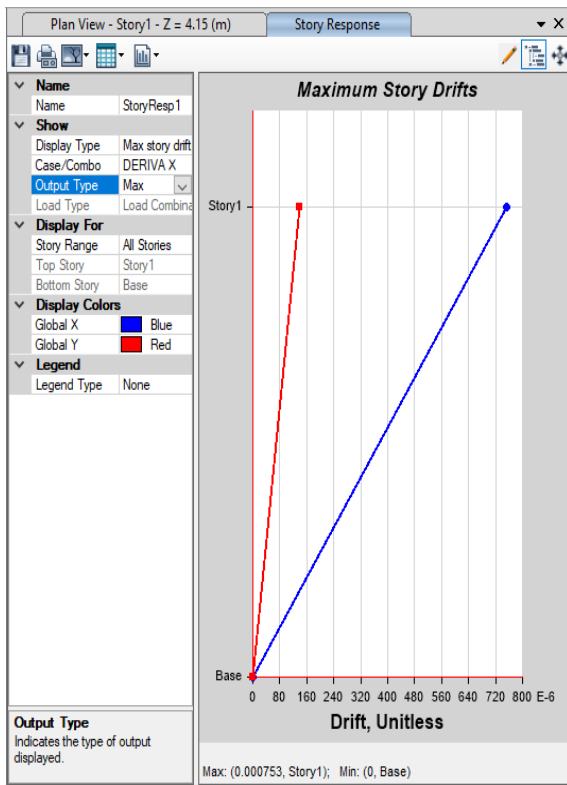 Plan View - Story1 - Z = 4.15 (m)
Story Response
Name
Name StoryResp1
Show
Display Type Max story drift
Case/Combo DERIVA X
Output Type Max
Load Type Load Combina
Display For
Story Range All Stories
Top Story Story1
Bottom Story Base
Display Colors
Global X Blue
Global Y Red
Legend
Legend Type None
Output Type
Indicates the type of output
displayed.
Maximum Story Drifts
Story1
Base
0 80 160 240 320 400 480 560 640 720 800 E-6
Drift, Unitless
Max: (0.000753, Story1); Min: (0, Base)